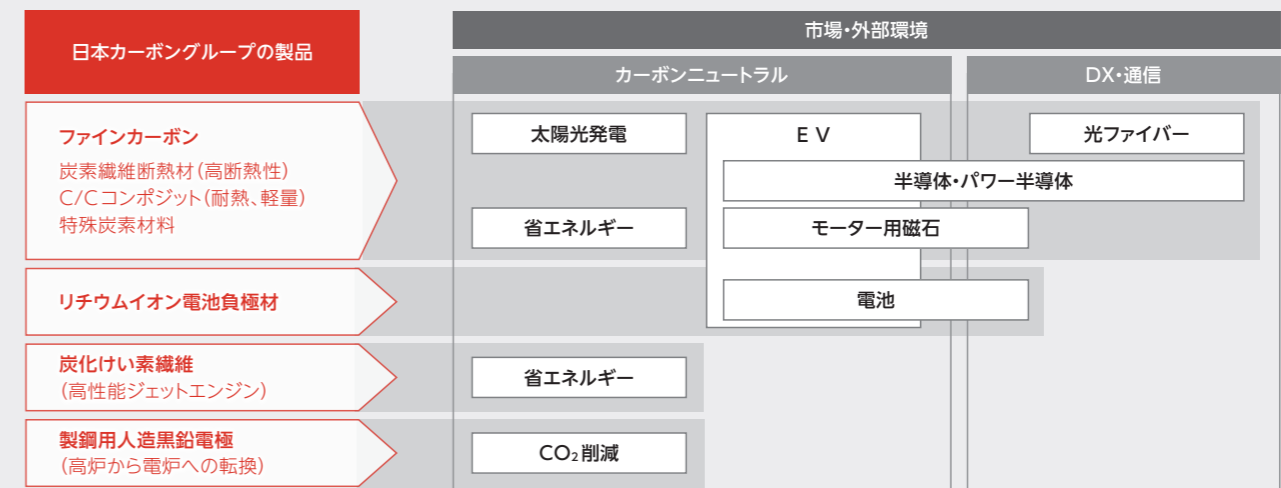 日本カーボングループの製品
市場・外部環境
カーボンニュートラル
DX・通信
ファインカーボン
炭素繊維断熱材(高断熱性)
C/Cコンポジット(耐熱、軽量)
特殊炭素材料
太陽光発電
EV
光ファイバー
半導体・パワー半導体
省エネルギー
モーター用磁石
リチウムイオン電池負極材
電池
炭化けい素繊維
(高性能ジェットエンジン)
省エネルギー
製鋼用人造黒鉛電極
(高炉から電炉への転換)
CO₂削減